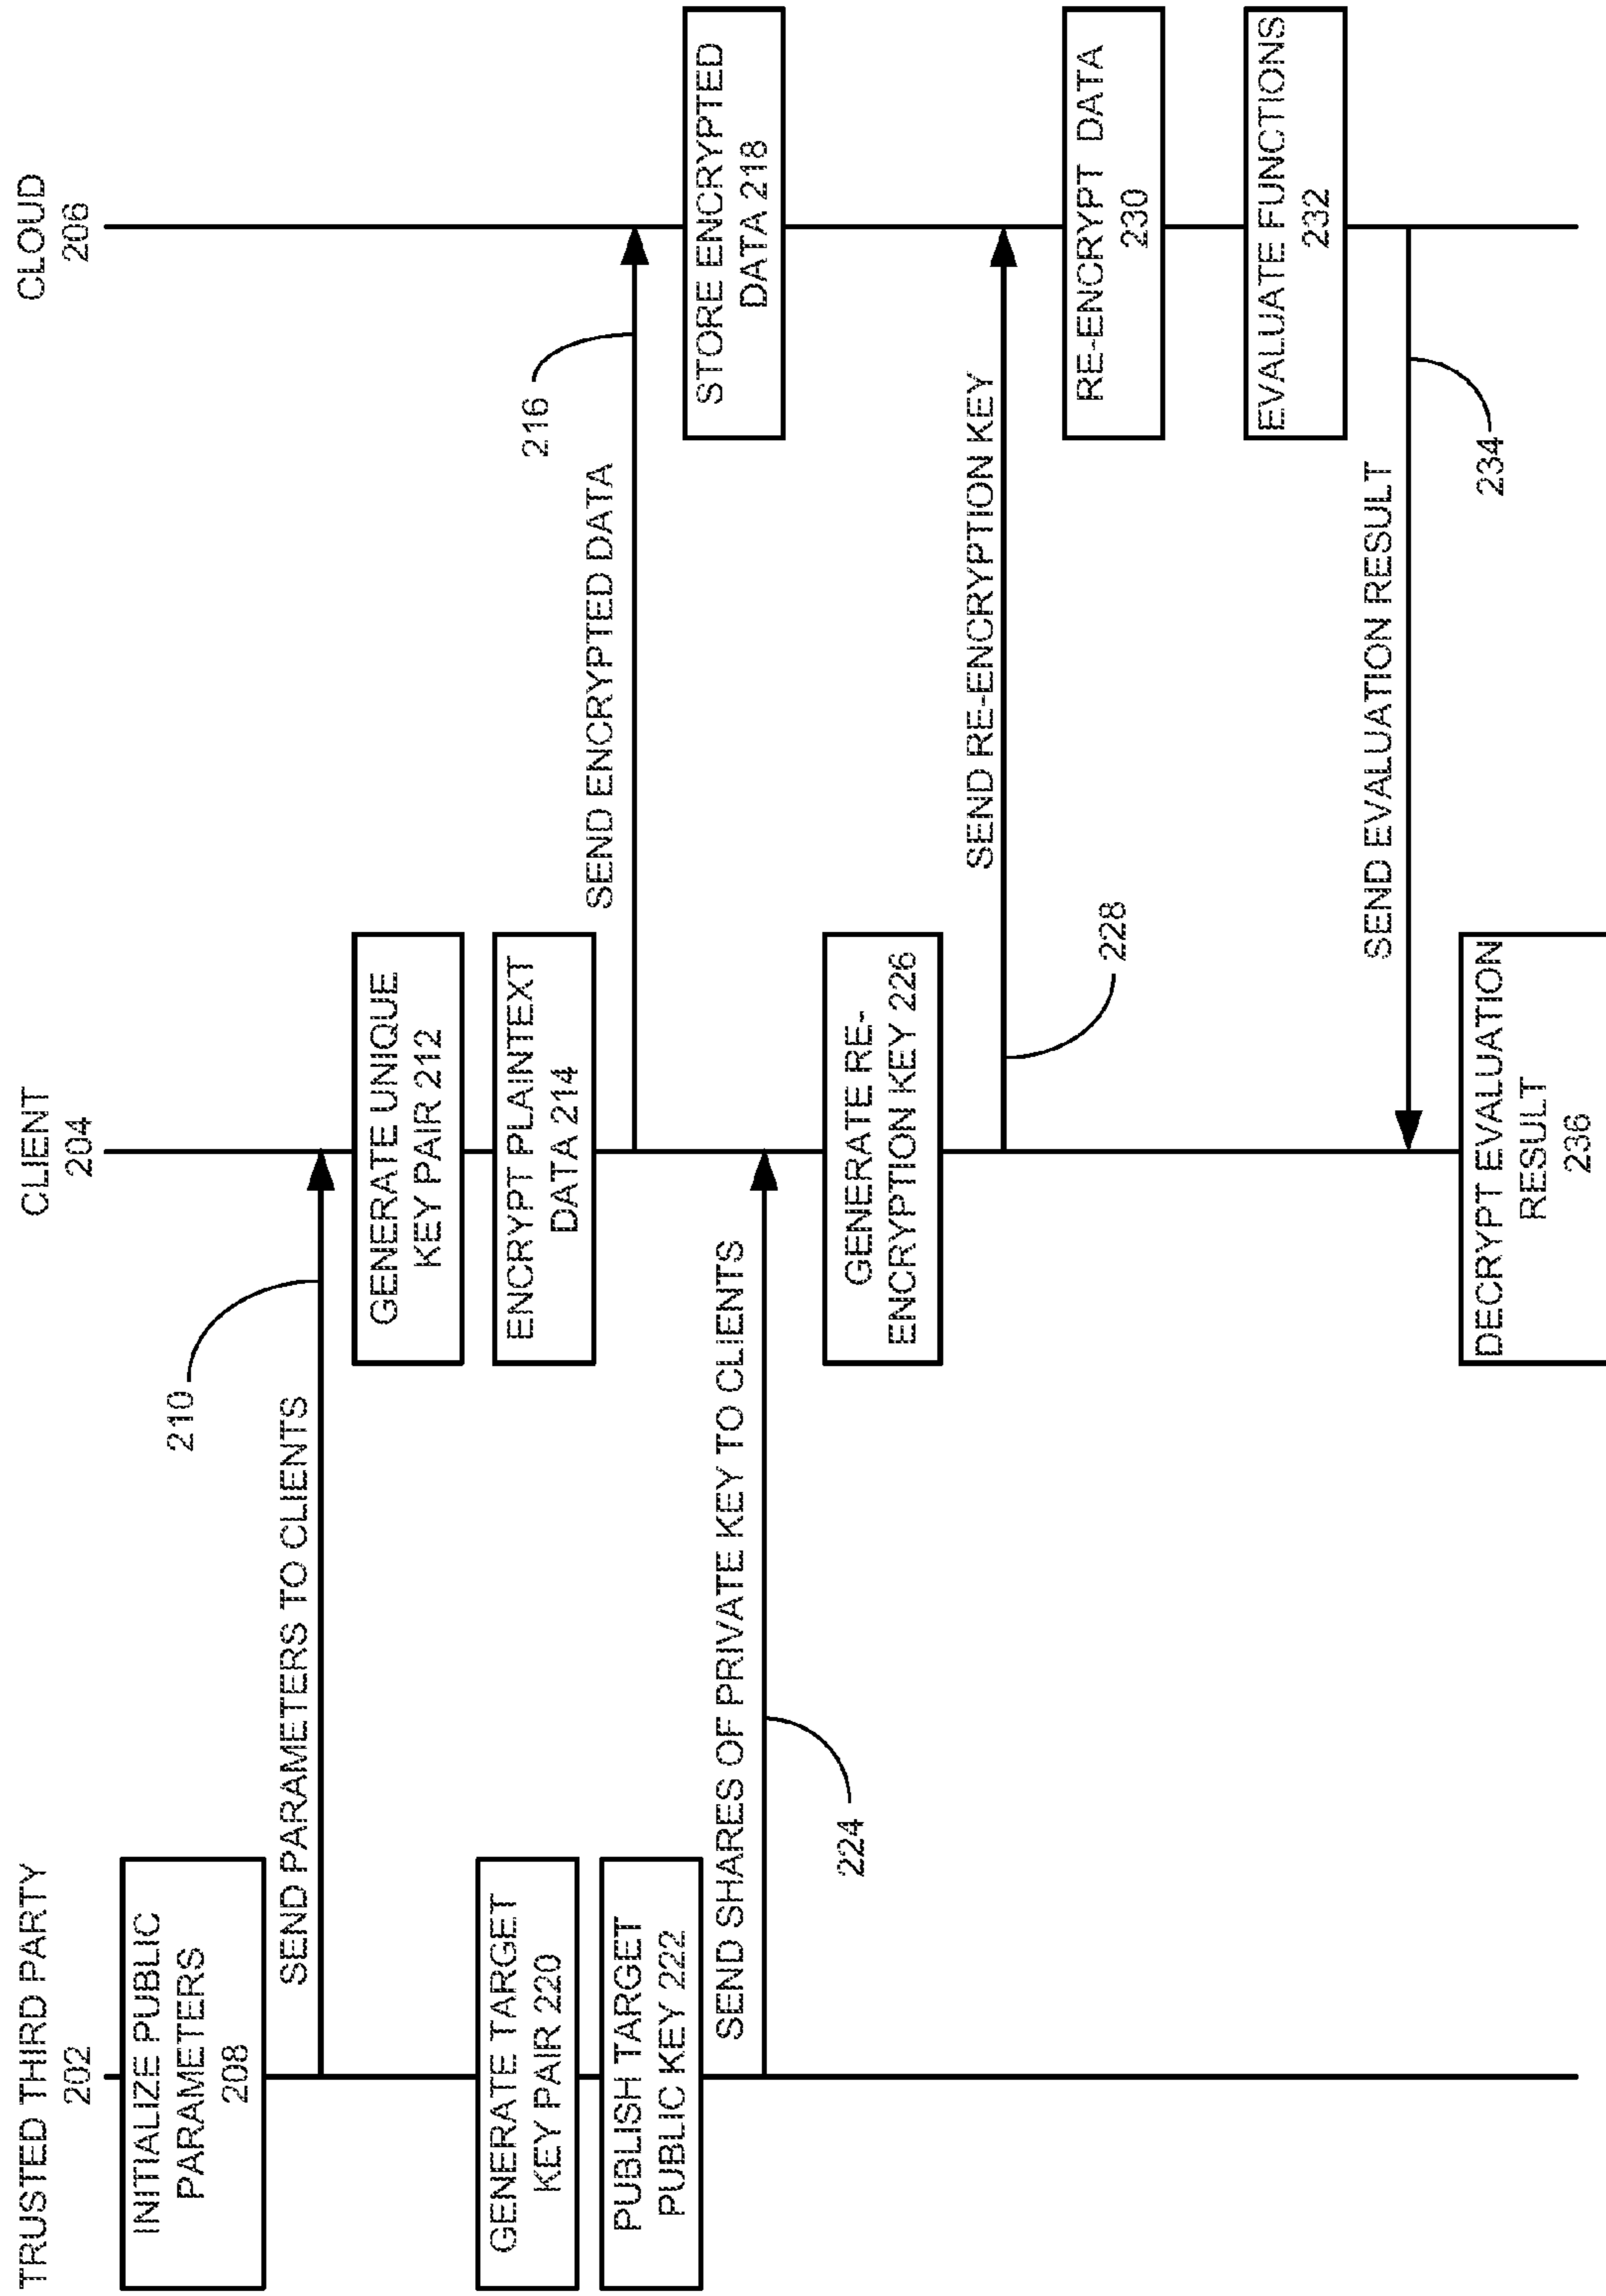 TRUSTED THIRD PARTY
202
CLIENT
204
CLOUD
206
INITIALIZE PUBLIC
PARAMETERS
208
SEND PARAMETERS TO CLIENTS
210
GENERATE UNIQUE
KEY PAIR 212
ENCRYPT PLAINTEXT
DATA 214
SEND ENCRYPTED DATA
216
STORE ENCRYPTED
DATA 218
GENERATE TARGET
KEY PAIR 220
PUBLISH TARGET
PUBLIC KEY 222
SEND SHARES OF PRIVATE KEY TO CLIENTS
224
GENERATE RE-
ENCRYPTION KEY 226
SEND RE-ENCRYPTION KEY
228
RE-ENCRYPT DATA
230
EVALUATE FUNCTIONS
232
SEND EVALUATION RESULT
234
DECRYPT EVALUATION
RESULT
236